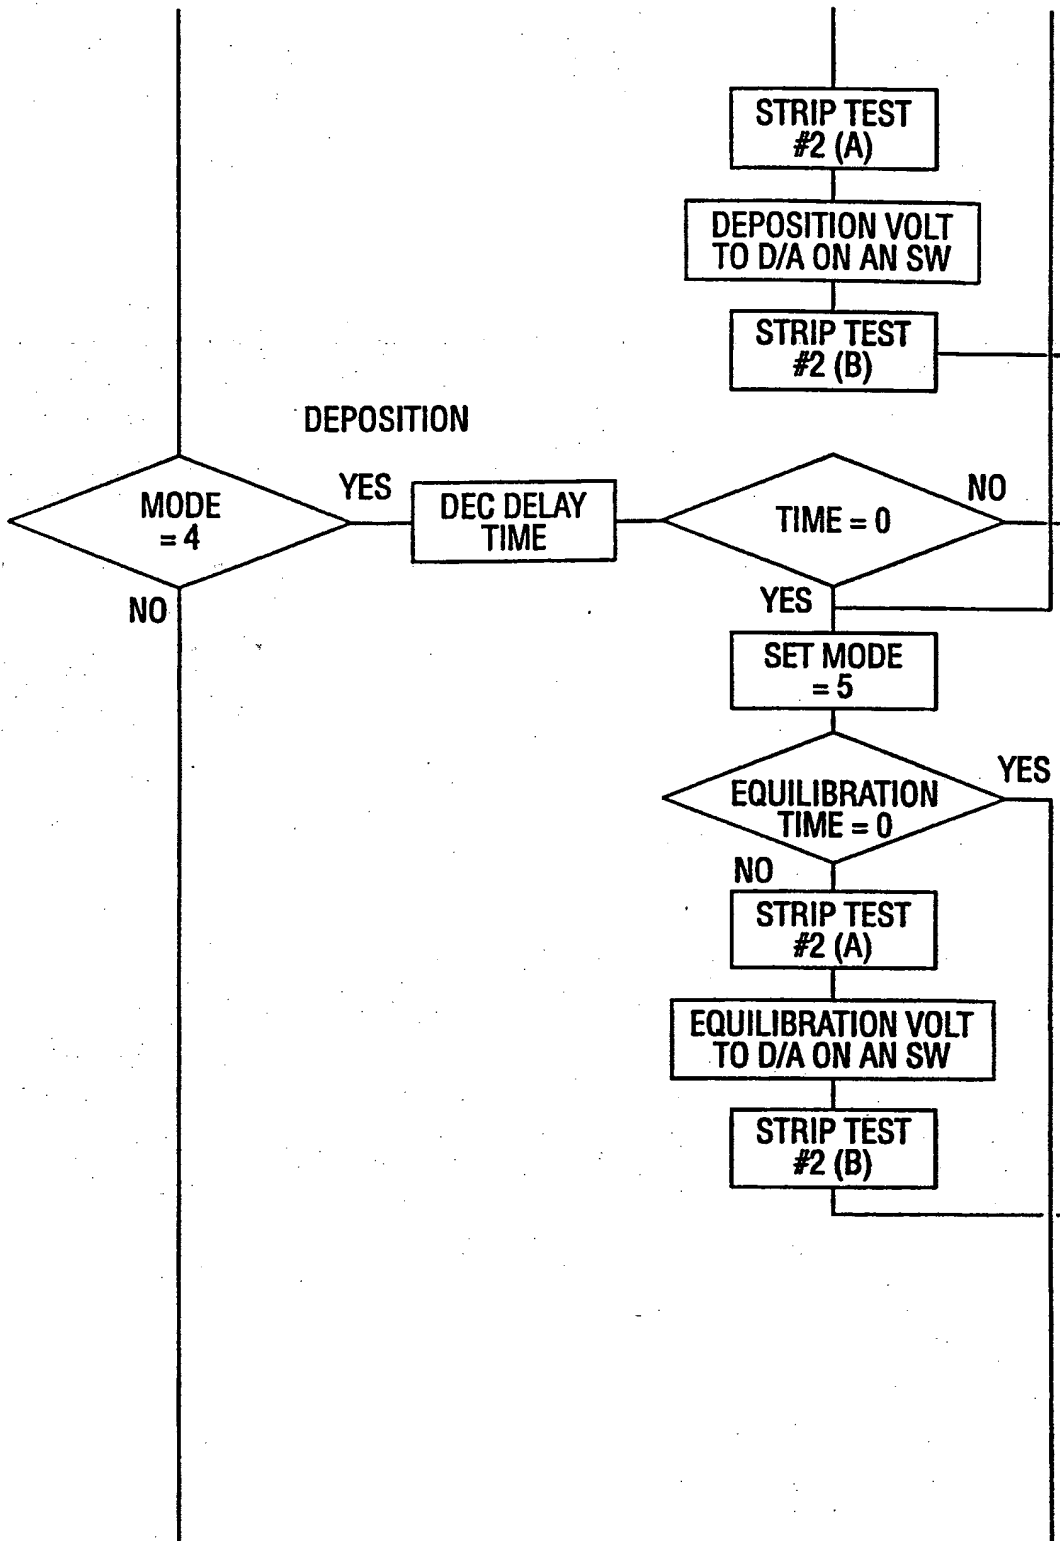 STRIP TEST
#2 (A)
DEPOSITION VOLT
TO D/A ON AN SW
STRIP TEST
#2 (B)
DEPOSITION
MODE
= 4
YES
NO
DEC DELAY
TIME
TIME = 0
NO
YES
SET MODE
= 5
EQUILIBRATION
TIME = 0
YES
NO
STRIP TEST
#2 (A)
EQUILIBRATION VOLT
TO D/A ON AN SW
STRIP TEST
#2 (B)